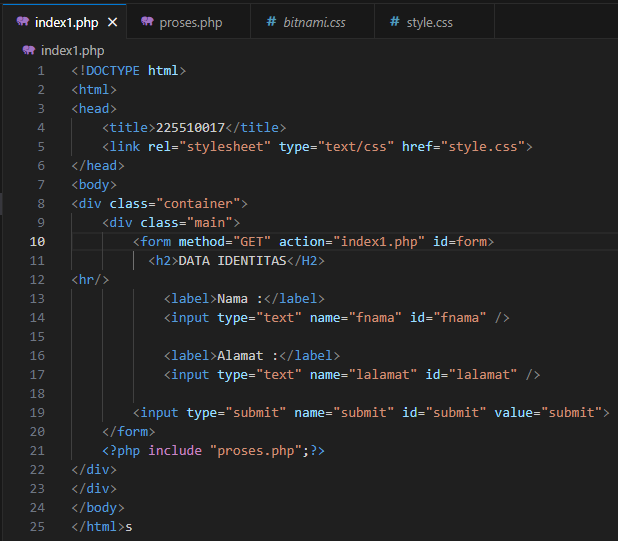 index1.php × proses.php # bitnami.css # style.css
index1.php
1 <!DOCTYPE html>
2 <html>
3 <head>
4     <title>225510017</title>
5     <link rel="stylesheet" type="text/css" href="style.css">
6 </head>
7 <body>
8 <div class="container">
9     <div class="main">
10         <form method="GET" action="index1.php" id=form>
11           <h2>DATA IDENTITAS</H2>
12 <hr/>
13             <label>Nama :</label>
14             <input type="text" name="fnama" id="fnama" />
15
16             <label>Alamat :</label>
17             <input type="text" name="lalamat" id="lalamat" />
18
19         <input type="submit" name="submit" id="submit" value="submit">
20     </form>
21     <?php include "proses.php";?>
22 </div>
23 </div>
24 </body>
25 </html>s